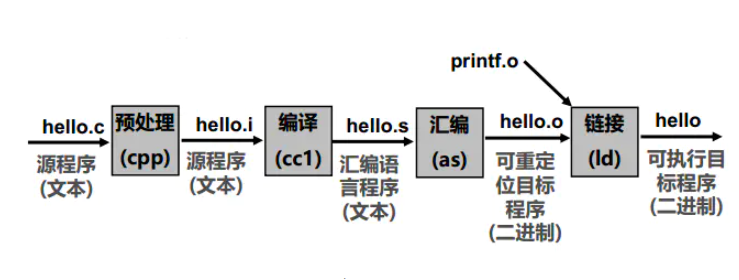 printf.o
hello.c
预处理
(cpp)
hello.i
编译
(cc1)
hello.s
汇编
(as)
hello.o
链接
(ld)
hello
源程序
(文本)
源程序
(文本)
汇编语
言程序
(文本)
可重定
位目标
程序
(二进制)
可执行目
标程序
(二进制)